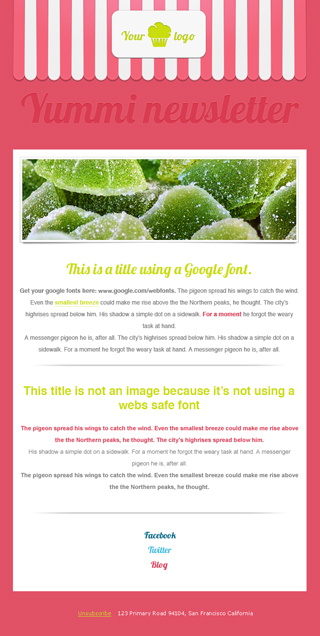 Your logo
Yummi newsletter
This is a title using a Google font.
Get your google fonts here: www.google.com/webfonts. The pigeon spread his wings to catch the wind.
Even the smallest breeze could make me rise above the the Northern peaks, he thought. The city's
highrises spread below him. His shadow a simple dot on a sidewalk. For a moment he forgot the weary
task at hand.
A messenger pigeon he is, after all. The city's highrises spread below him. His shadow a simple dot on a
sidewalk. For a moment he forgot the weary task at hand. A messenger pigeon he is, after all.
This title is not an image because it's not using a
webs safe font
The pigeon spread his wings to catch the wind. Even the smallest breeze could make me rise above
the the Northern peaks, he thought. The city's highrises spread below him.
His shadow a simple dot on a sidewalk. For a moment he forgot the weary task at hand. A messenger
pigeon he is, after all.
The pigeon spread his wings to catch the wind. Even the smallest breeze could make me rise above
the the Northern peaks, he thought.
Facebook
Twitter
Blog
Unsubscribe 123 Primary Road 94104, San Francisco California